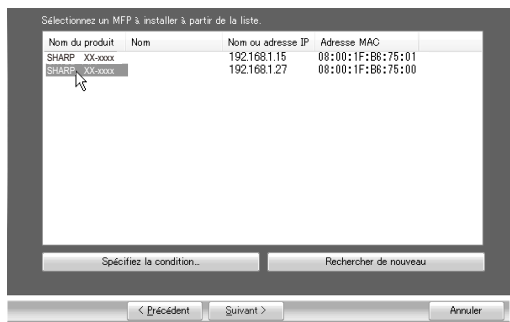 Sélectionnez un MFP à installer à partir de la liste.
Nom du produit Nom Nom ou adresse IP Adresse MAC
SHARP XX-xxxx 192.168.1.15 08:00:1F:B6:75:01
SHARP XX-xxxx 192.168.1.27 08:00:1F:B6:75:00
Spécifiez la condition... Rechercher de nouveau
< Précédent Suivant > Annuler